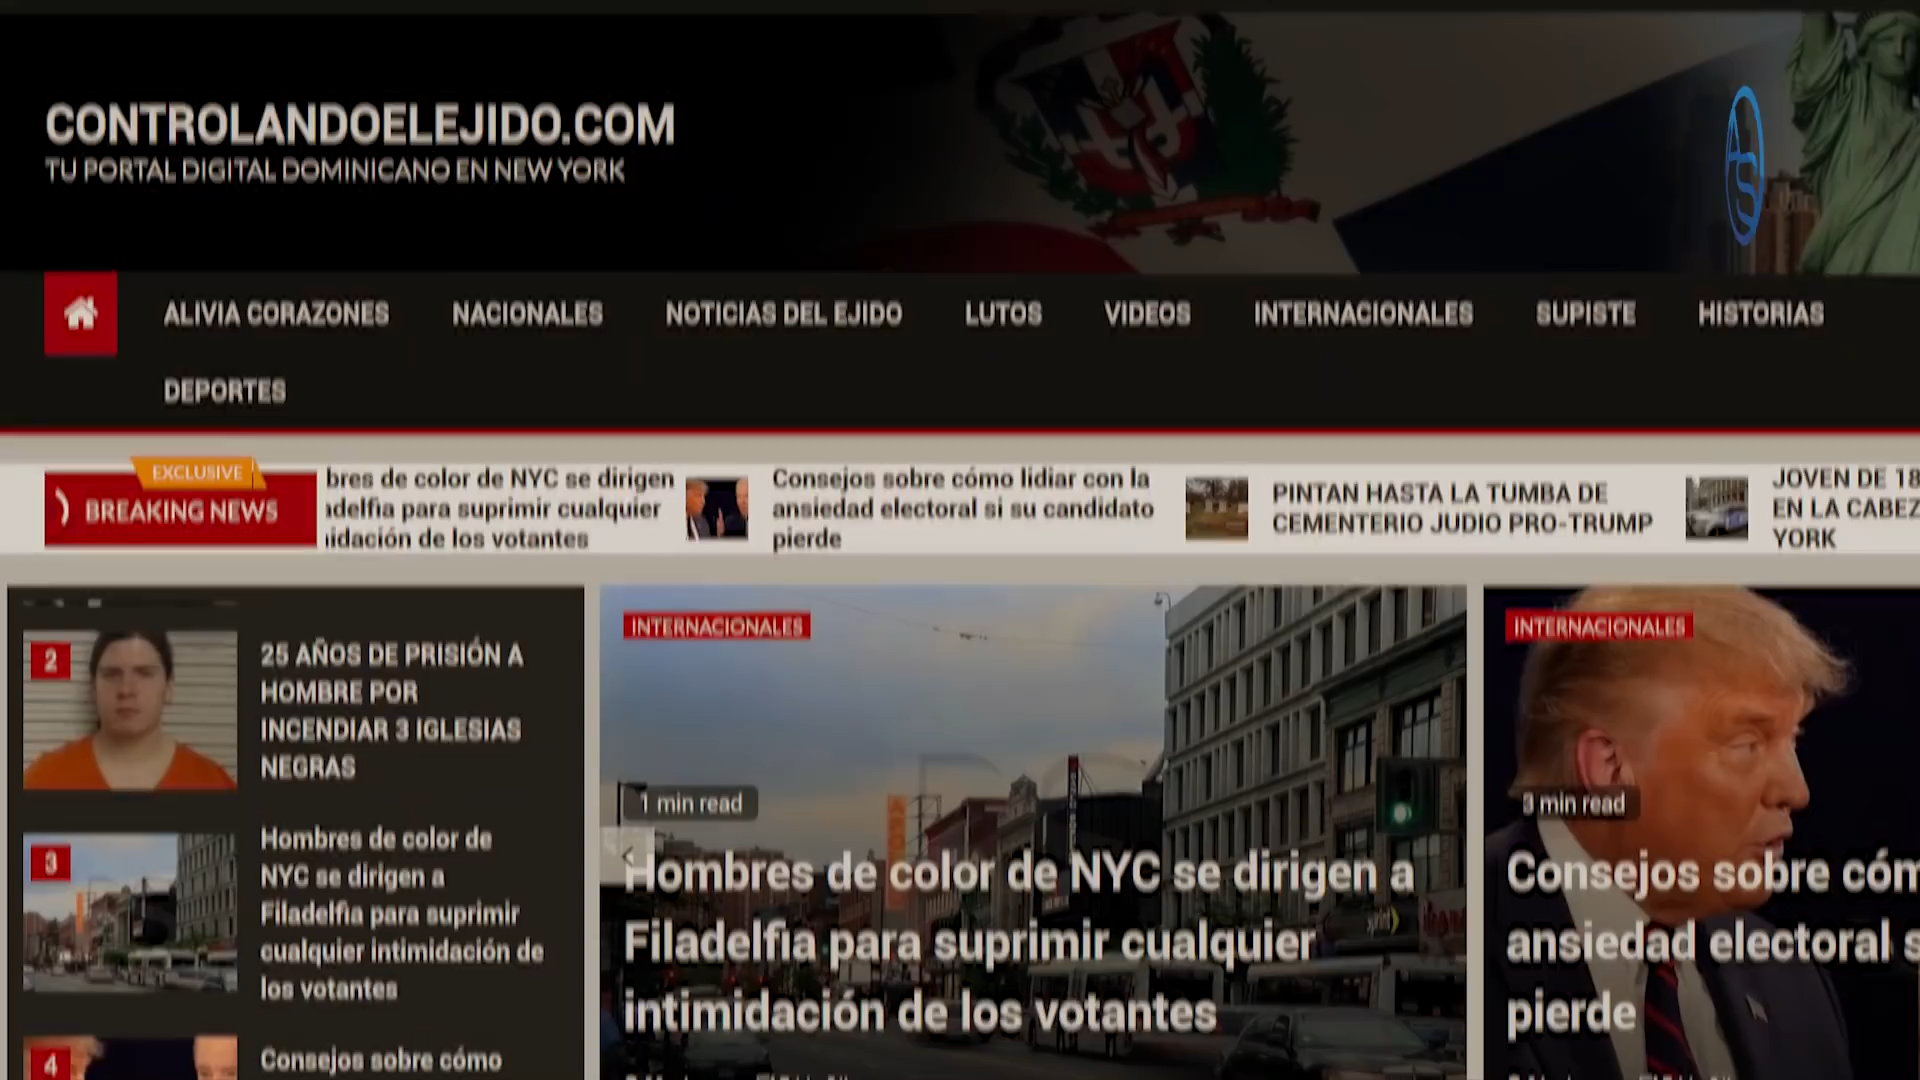 CONTROLANDOELEJIDO.COM
TU PORTAL DIGITAL DOMINICANO EN NEW YORK
AS
ALIVIA CORAZONES
NACIONALES
NOTICIAS DEL EJIDO
LUTOS
VIDEOS
INTERNACIONALES
SUPISTE
HISTORIAS
DEPORTES
EXCLUSIVE
BREAKING NEWS
bres de color de NYC se dirigen
adelfia para suprimir cualquier
idación de los votantes
Consejos sobre cómo lidiar con la
ansiedad electoral si su candidato
pierde
PINTAN HASTA LA TUMBA DE
CEMENTERIO JUDIO PRO-TRUMP
JOVEN DE 18
EN LA CABEZ
YORK
2
25 AÑOS DE PRISIÓN A
HOMBRE POR
INCENDIAR 3 IGLESIAS
NEGRAS
3
Hombres de color de
NYC se dirigen a
Filadelfia para suprimir
cualquier intimidación de
los votantes
4
Consejos sobre cómo
INTERNACIONALES
1 min read
Hombres de color de NYC se dirigen a
Filadelfia para suprimir cualquier
intimidación de los votantes
INTERNACIONALES
3 min read
Consejos sobre cóm
ansiedad electoral s
pierde